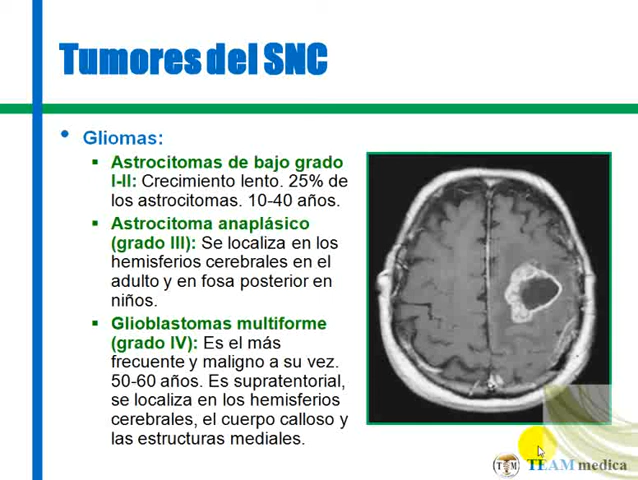 Tumores del SNC
• Gliomas:
▪ Astrocitomas de bajo grado
I-II: Crecimiento lento. 25% de
los astrocitomas. 10-40 años.
▪ Astrocitoma anaplásico
(grado III): Se localiza en los
hemisferios cerebrales en el
adulto y en fosa posterior en
niños.
▪ Glioblastomas multiforme
(grado IV): Es el más
frecuente y maligno a su vez.
50-60 años. Es supratentorial,
se localiza en los hemisferios
cerebrales, el cuerpo calloso y
las estructuras mediales.
TEAM medica